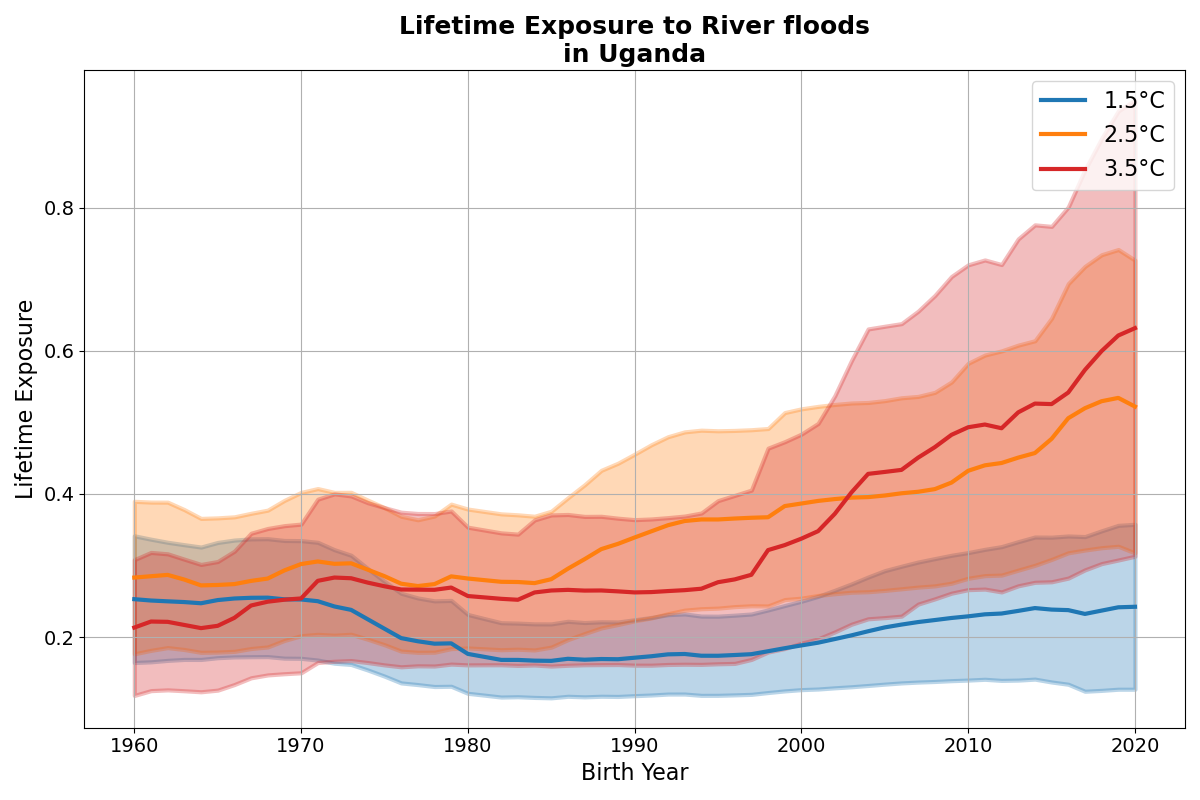 Lifetime Exposure to River floods
in Uganda
1.5°C
2.5°C
3.5°C
Lifetime Exposure
0.8
0.6
0.4
0.2
1960
1970
1980
1990
2000
2010
2020
Birth Year